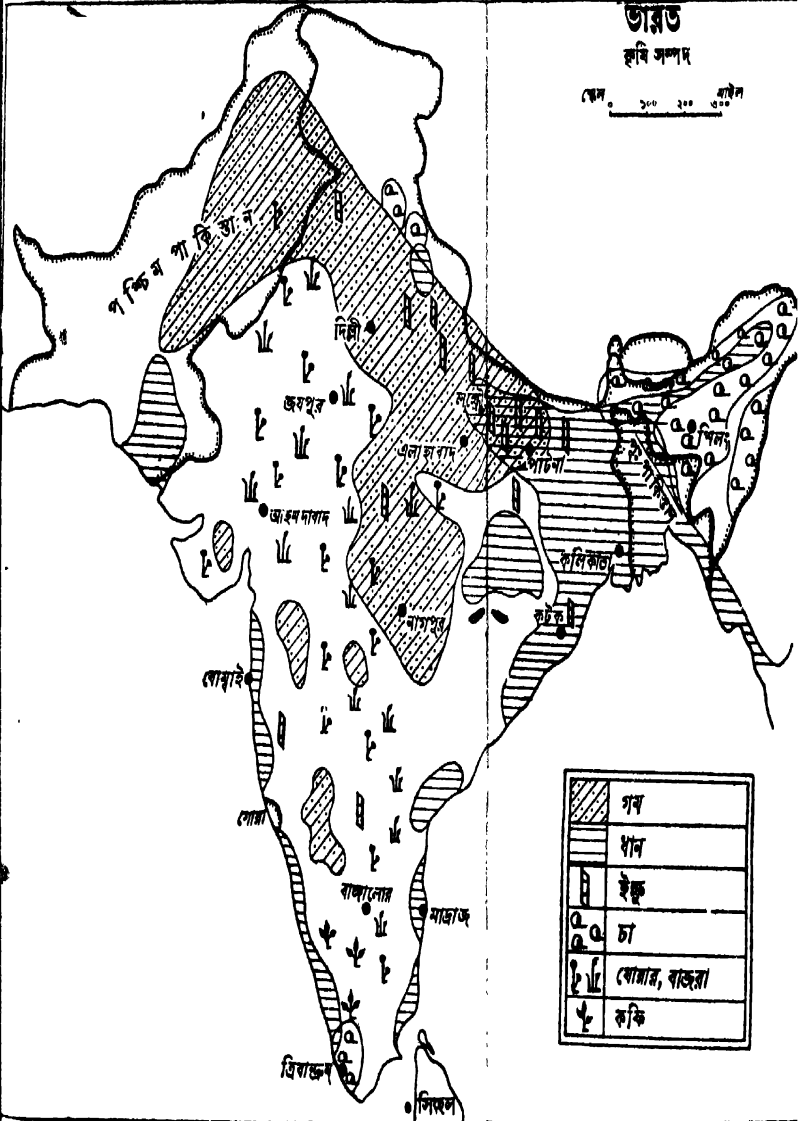 ভারত
কৃষি সম্পদ
স্কেল ০ ১০০ ২০০ ৩০০ মাইল
পশ্চিম পাকিস্তান
দিল্লী
জয়পুর
লক্ষ্ণৌ
এলাহাবাদ
পাটনা
শিলং
আহমদাবাদ
কলিকাতা
নাগপুর
কটক
বোম্বাই
গোয়া
বাঙ্গালোর
মাদ্রাজ
ত্রিবান্দ্রম
সিংহল
গম
ধান
ইক্ষু
চা
যোয়ার, বাজরা
কফি